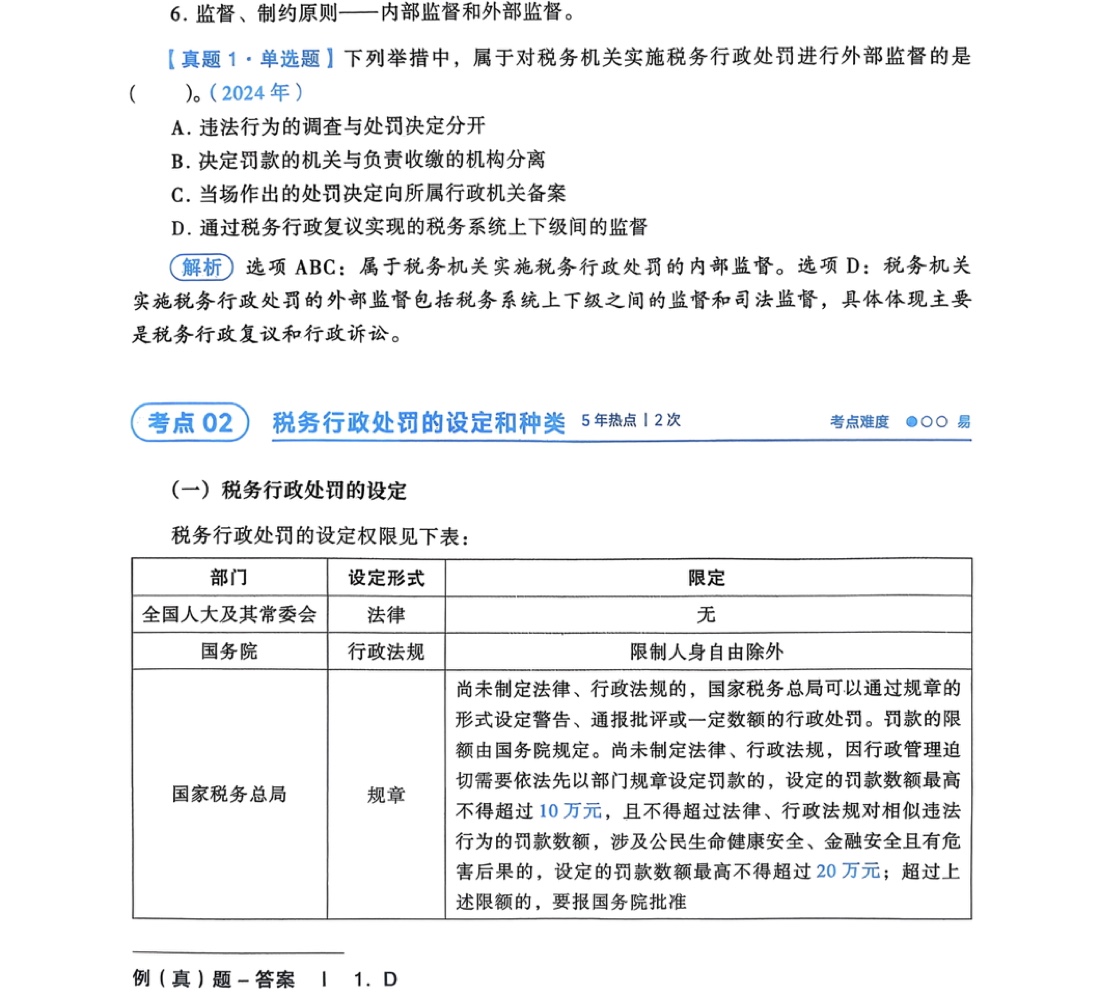 6. 监督、制约原则——内部监督和外部监督。
【真题 1·单选题】下列举措中，属于对税务机关实施税务行政处罚进行外部监督的是
(　　)。（2024 年）
A. 违法行为的调查与处罚决定分开
B. 决定罚款的机关与负责收缴的机构分离
C. 当场作出的处罚决定向所属行政机关备案
D. 通过税务行政复议实现的税务系统上下级间的监督
解析 选项 ABC：属于税务机关实施税务行政处罚的内部监督。选项 D：税务机关
实施税务行政处罚的外部监督包括税务系统上下级之间的监督和司法监督，具体体现主要
是税务行政复议和行政诉讼。
考点 02 税务行政处罚的设定和种类 5 年热点 | 2 次 考点难度 易
（一）税务行政处罚的设定
税务行政处罚的设定权限见下表：
部门 设定形式 限定
全国人大及其常委会 法律 无
国务院 行政法规 限制人身自由除外
国家税务总局 规章 尚未制定法律、行政法规的，国家税务总局可以通过规章的
形式设定警告、通报批评或一定数额的行政处罚。罚款的限
额由国务院规定。尚未制定法律、行政法规，因行政管理迫
切需要依法先以部门规章设定罚款的，设定的罚款数额最高
不得超过 10 万元，且不得超过法律、行政法规对相似违法
行为的罚款数额，涉及公民生命健康安全、金融安全且有危
害后果的，设定的罚款数额最高不得超过 20 万元；超过上
述限额的，要报国务院批准
例（真）题－答案 | 1. D